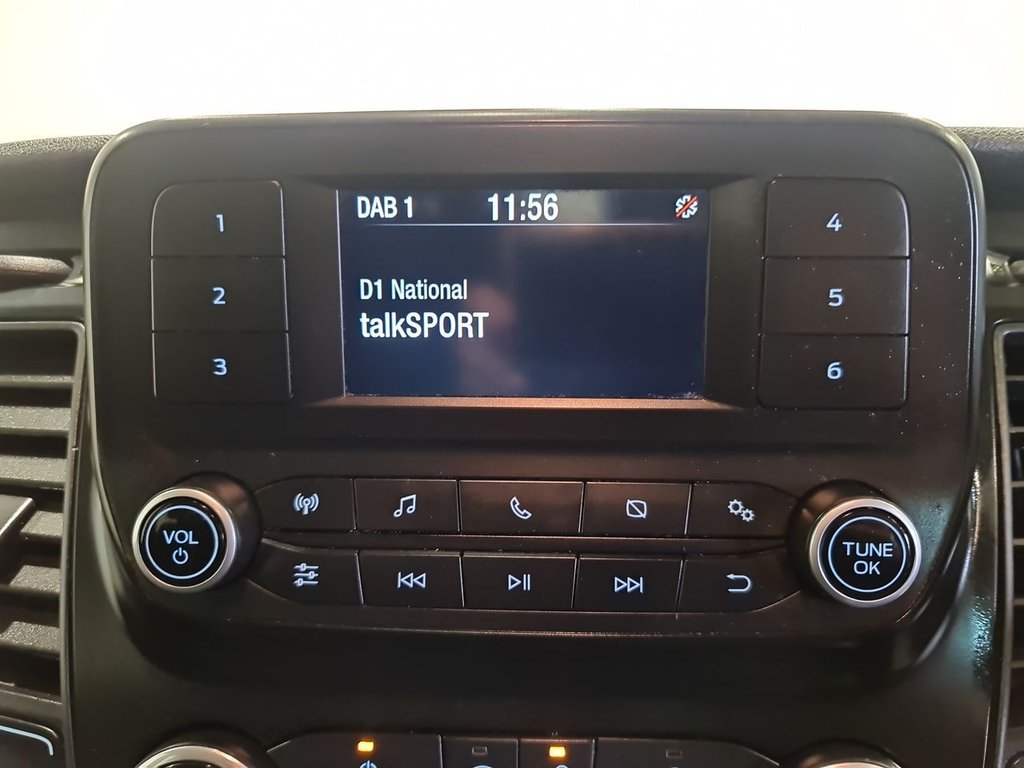 DAB 1 11:56
D1 National
talkSPORT
1
2
3
4
5
6
VOL
TUNE
OK